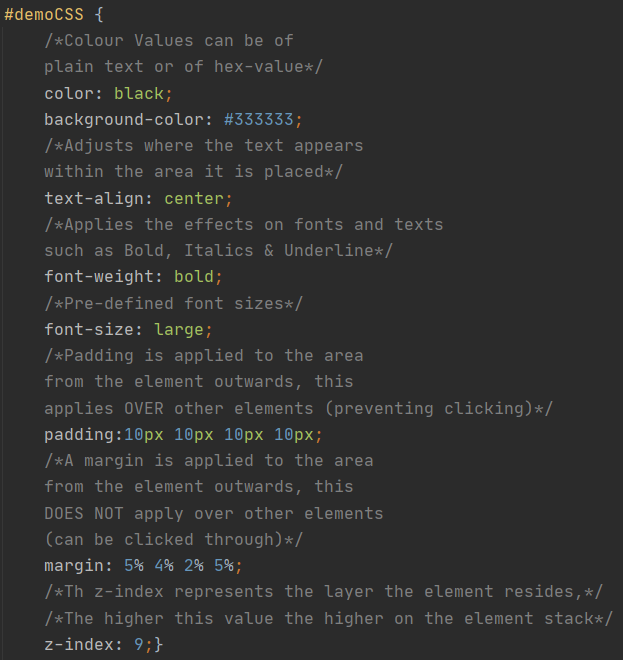 #demoCSS {
/*Colour Values can be of
plain text or of hex-value*/
color: black;
background-color: #333333;
/*Adjusts where the text appears
within the area it is placed*/
text-align: center;
/*Applies the effects on fonts and texts
such as Bold, Italics & Underline*/
font-weight: bold;
/*Pre-defined font sizes*/
font-size: large;
/*Padding is applied to the area
from the element outwards, this
applies OVER other elements (preventing clicking)*/
padding:10px 10px 10px 10px;
/*A margin is applied to the area
from the element outwards, this
DOES NOT apply over other elements
(can be clicked through)*/
margin: 5% 4% 2% 5%;
/*Th z-index represents the layer the element resides,*/
/*The higher this value the higher on the element stack*/
z-index: 9;}